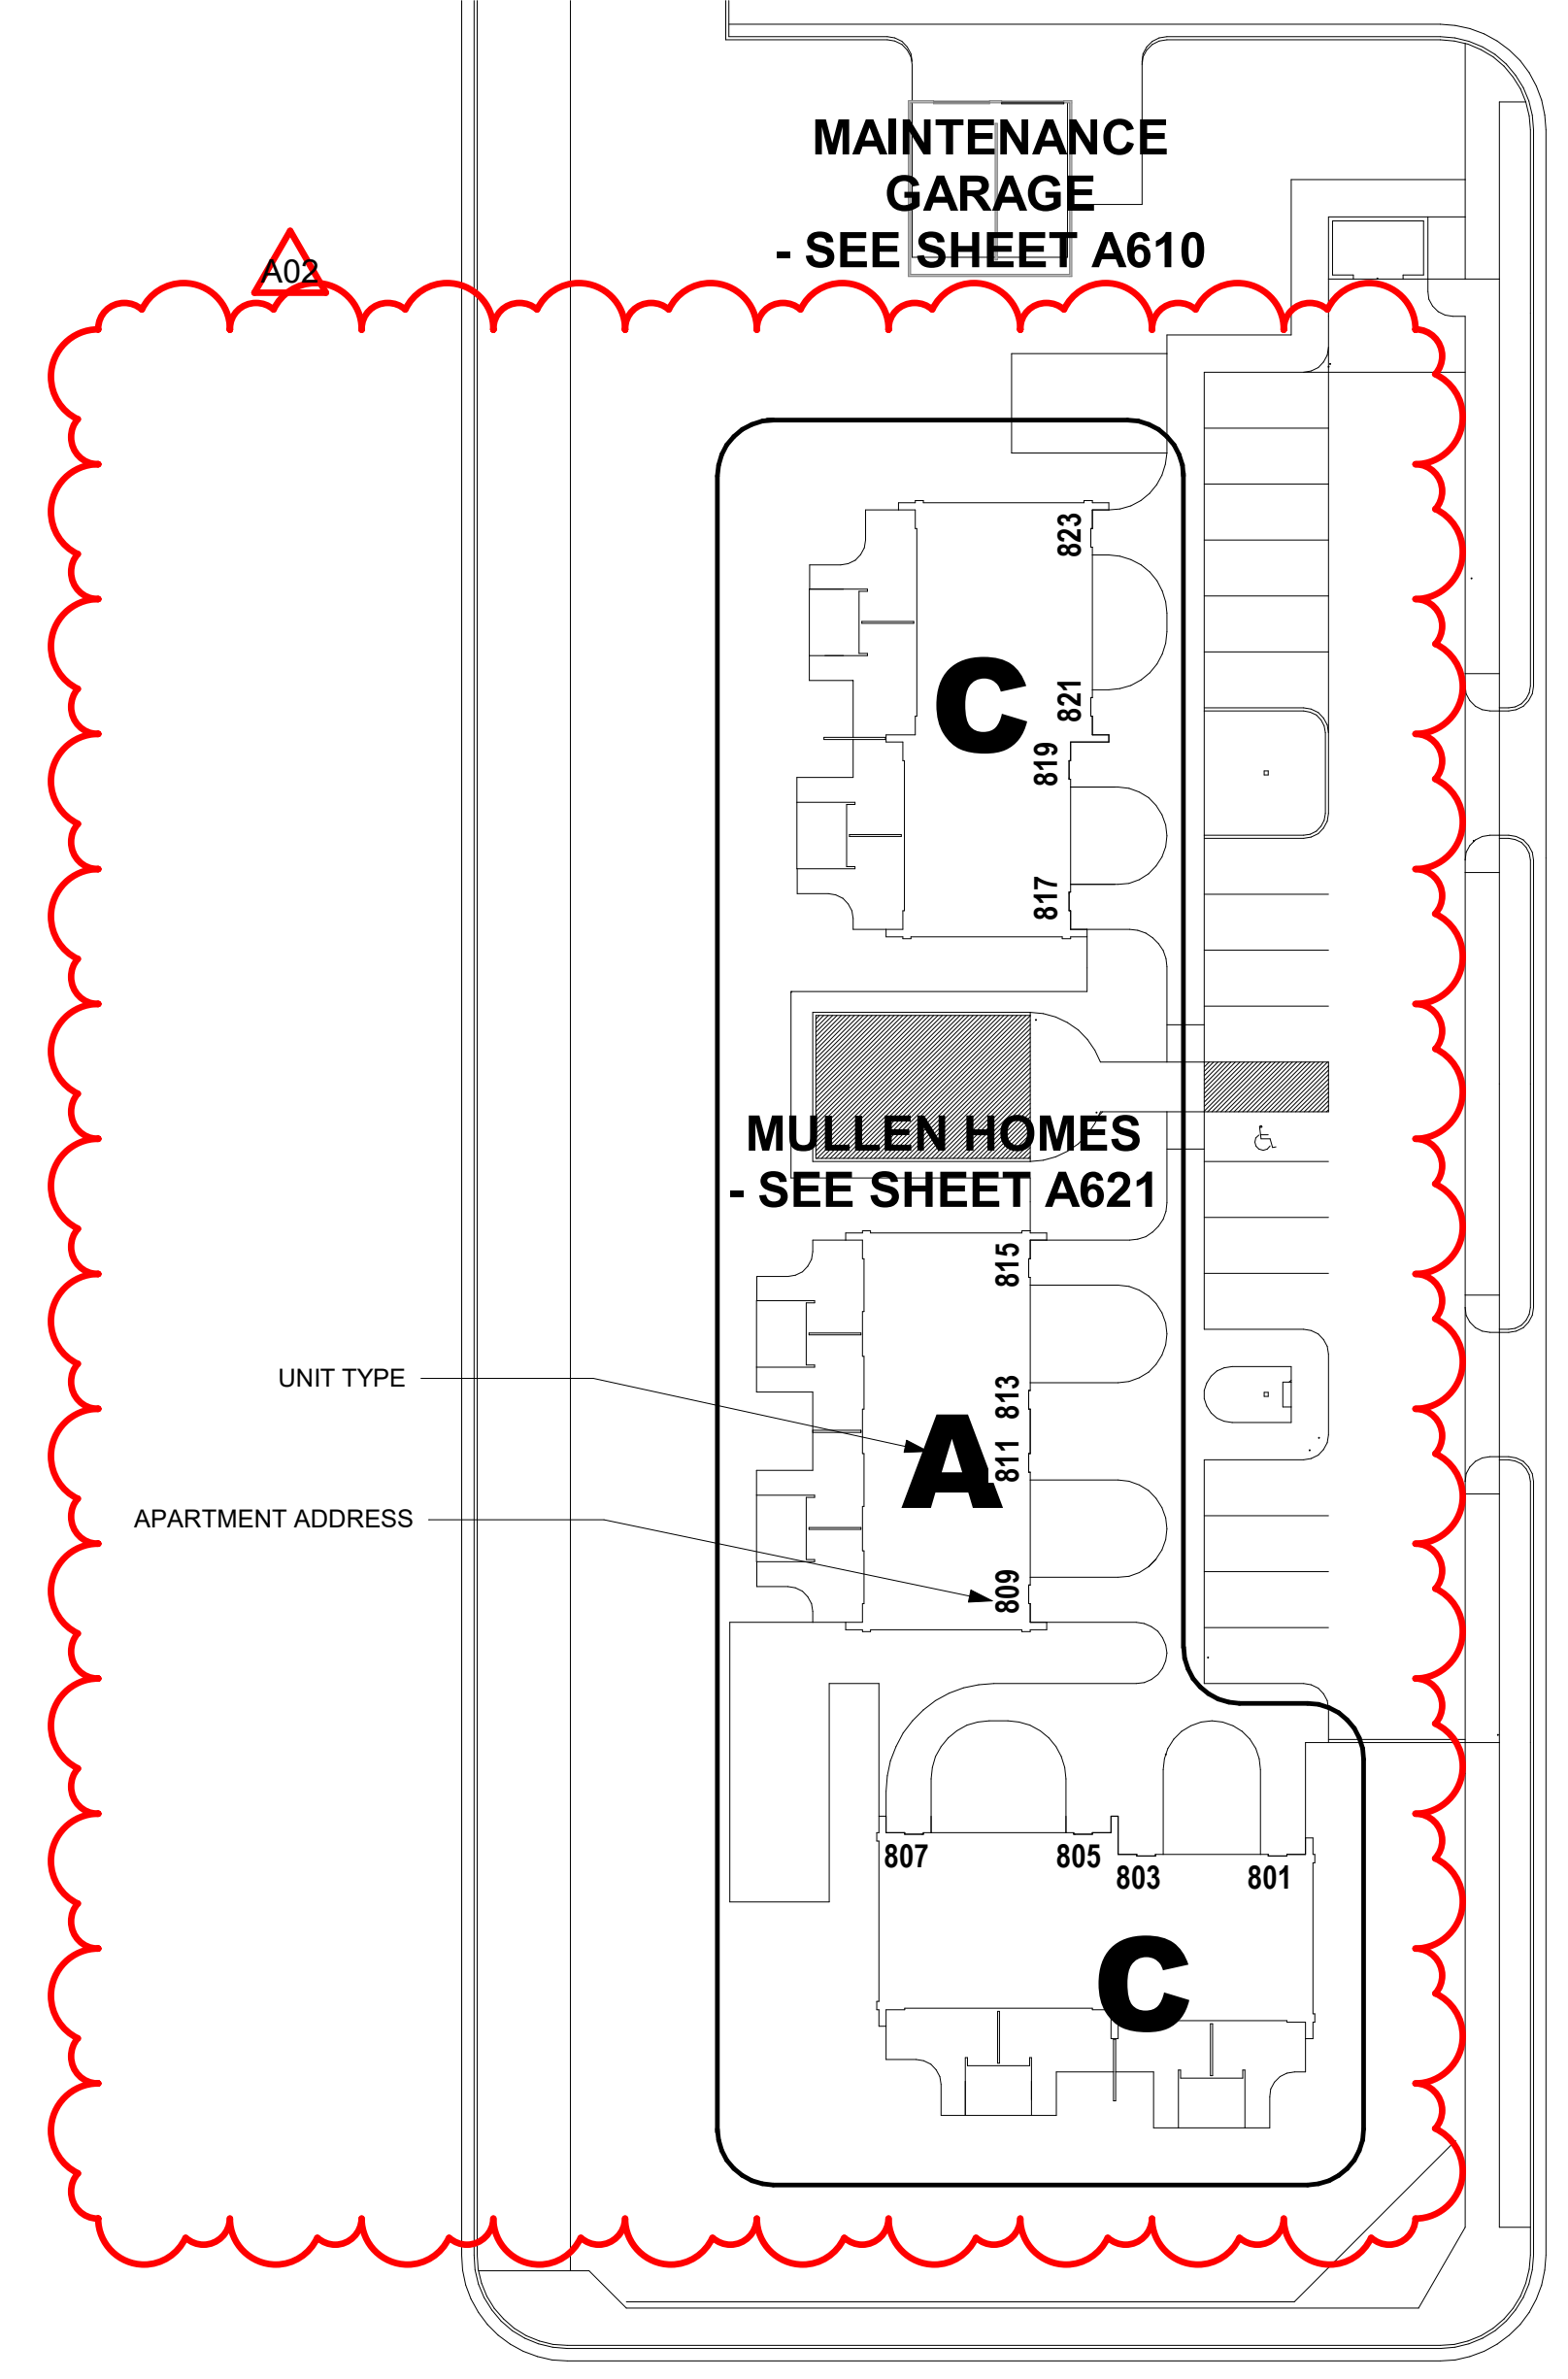 MAINTENANCE
GARAGE
- SEE SHEET A610
A02
823
C
821
819
817
MULLEN HOMES
- SEE SHEET A621
815
UNIT TYPE
813
A
811
APARTMENT ADDRESS
809
807
805
803
801
C